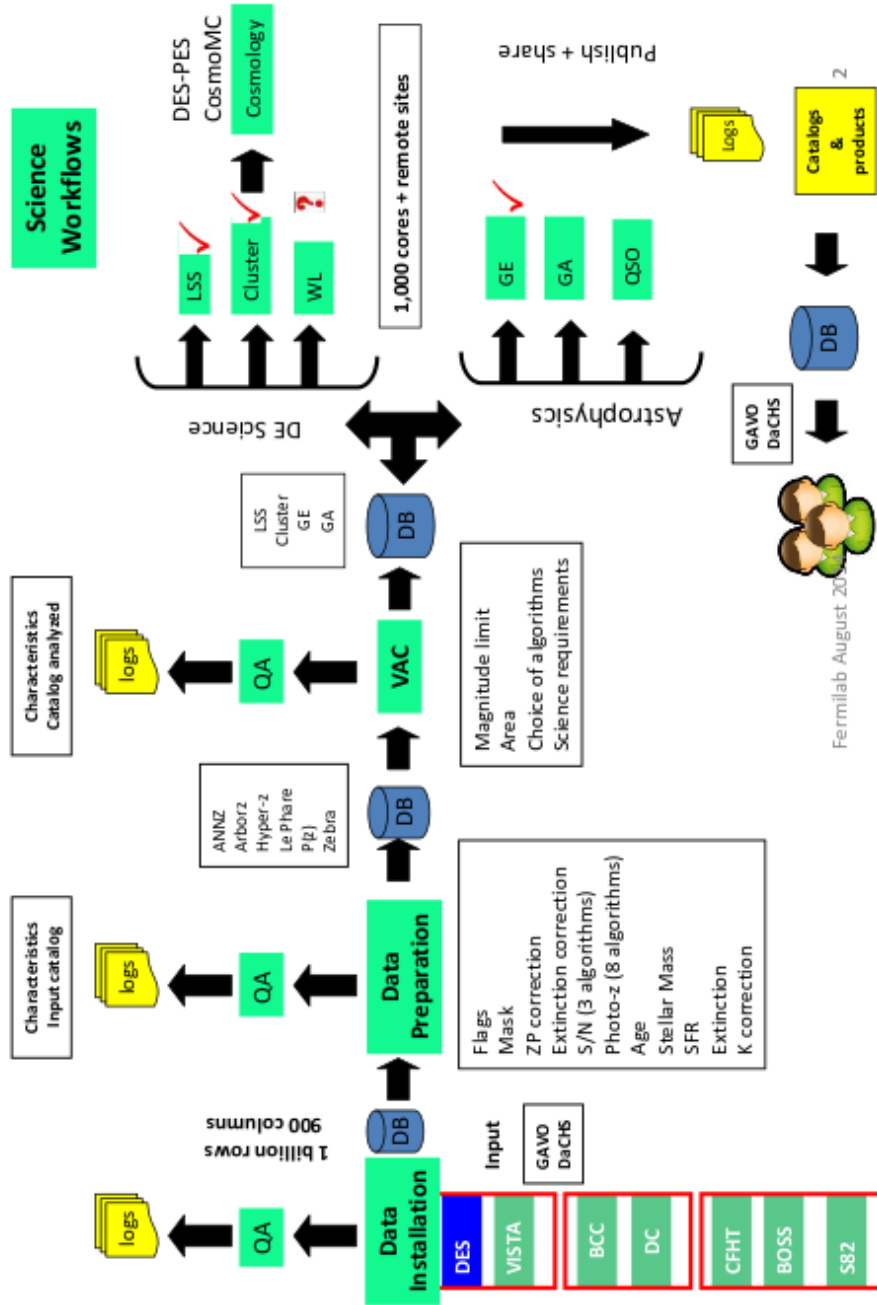 Science
Workflows
logs
QA
Data
Installation
DES
VISTA
BCC
DC
CFHT
BOSS
S82
Input
GAVO
DaCHS
1 billion rows
900 columns
DB
Characteristics
Input catalog
logs
QA
Data
Preparation
Flags
Mask
ZP correction
Extinction correction
S/N (3 algorithms)
Photo-z (8 algorithms)
Age
Stellar Mass
SFR
Extinction
K correction
ANNZ
Arborz
Hyper-z
Le Phare
P(z)
Zebra
DB
Characteristics
Catalog analyzed
logs
QA
VAC
Magnitude limit
Area
Choice of algorithms
Science requirements
LSS
Cluster
GE
GA
DB
DE Science
LSS
Cluster
WL
?
DES-PES
CosmoMC
Cosmology
1,000 cores + remote sites
Astrophysics
GE
GA
QSO
Publish + share
Logs
Catalogs
&
products
DB
GAVO
DaCHS
Fermilab August
2